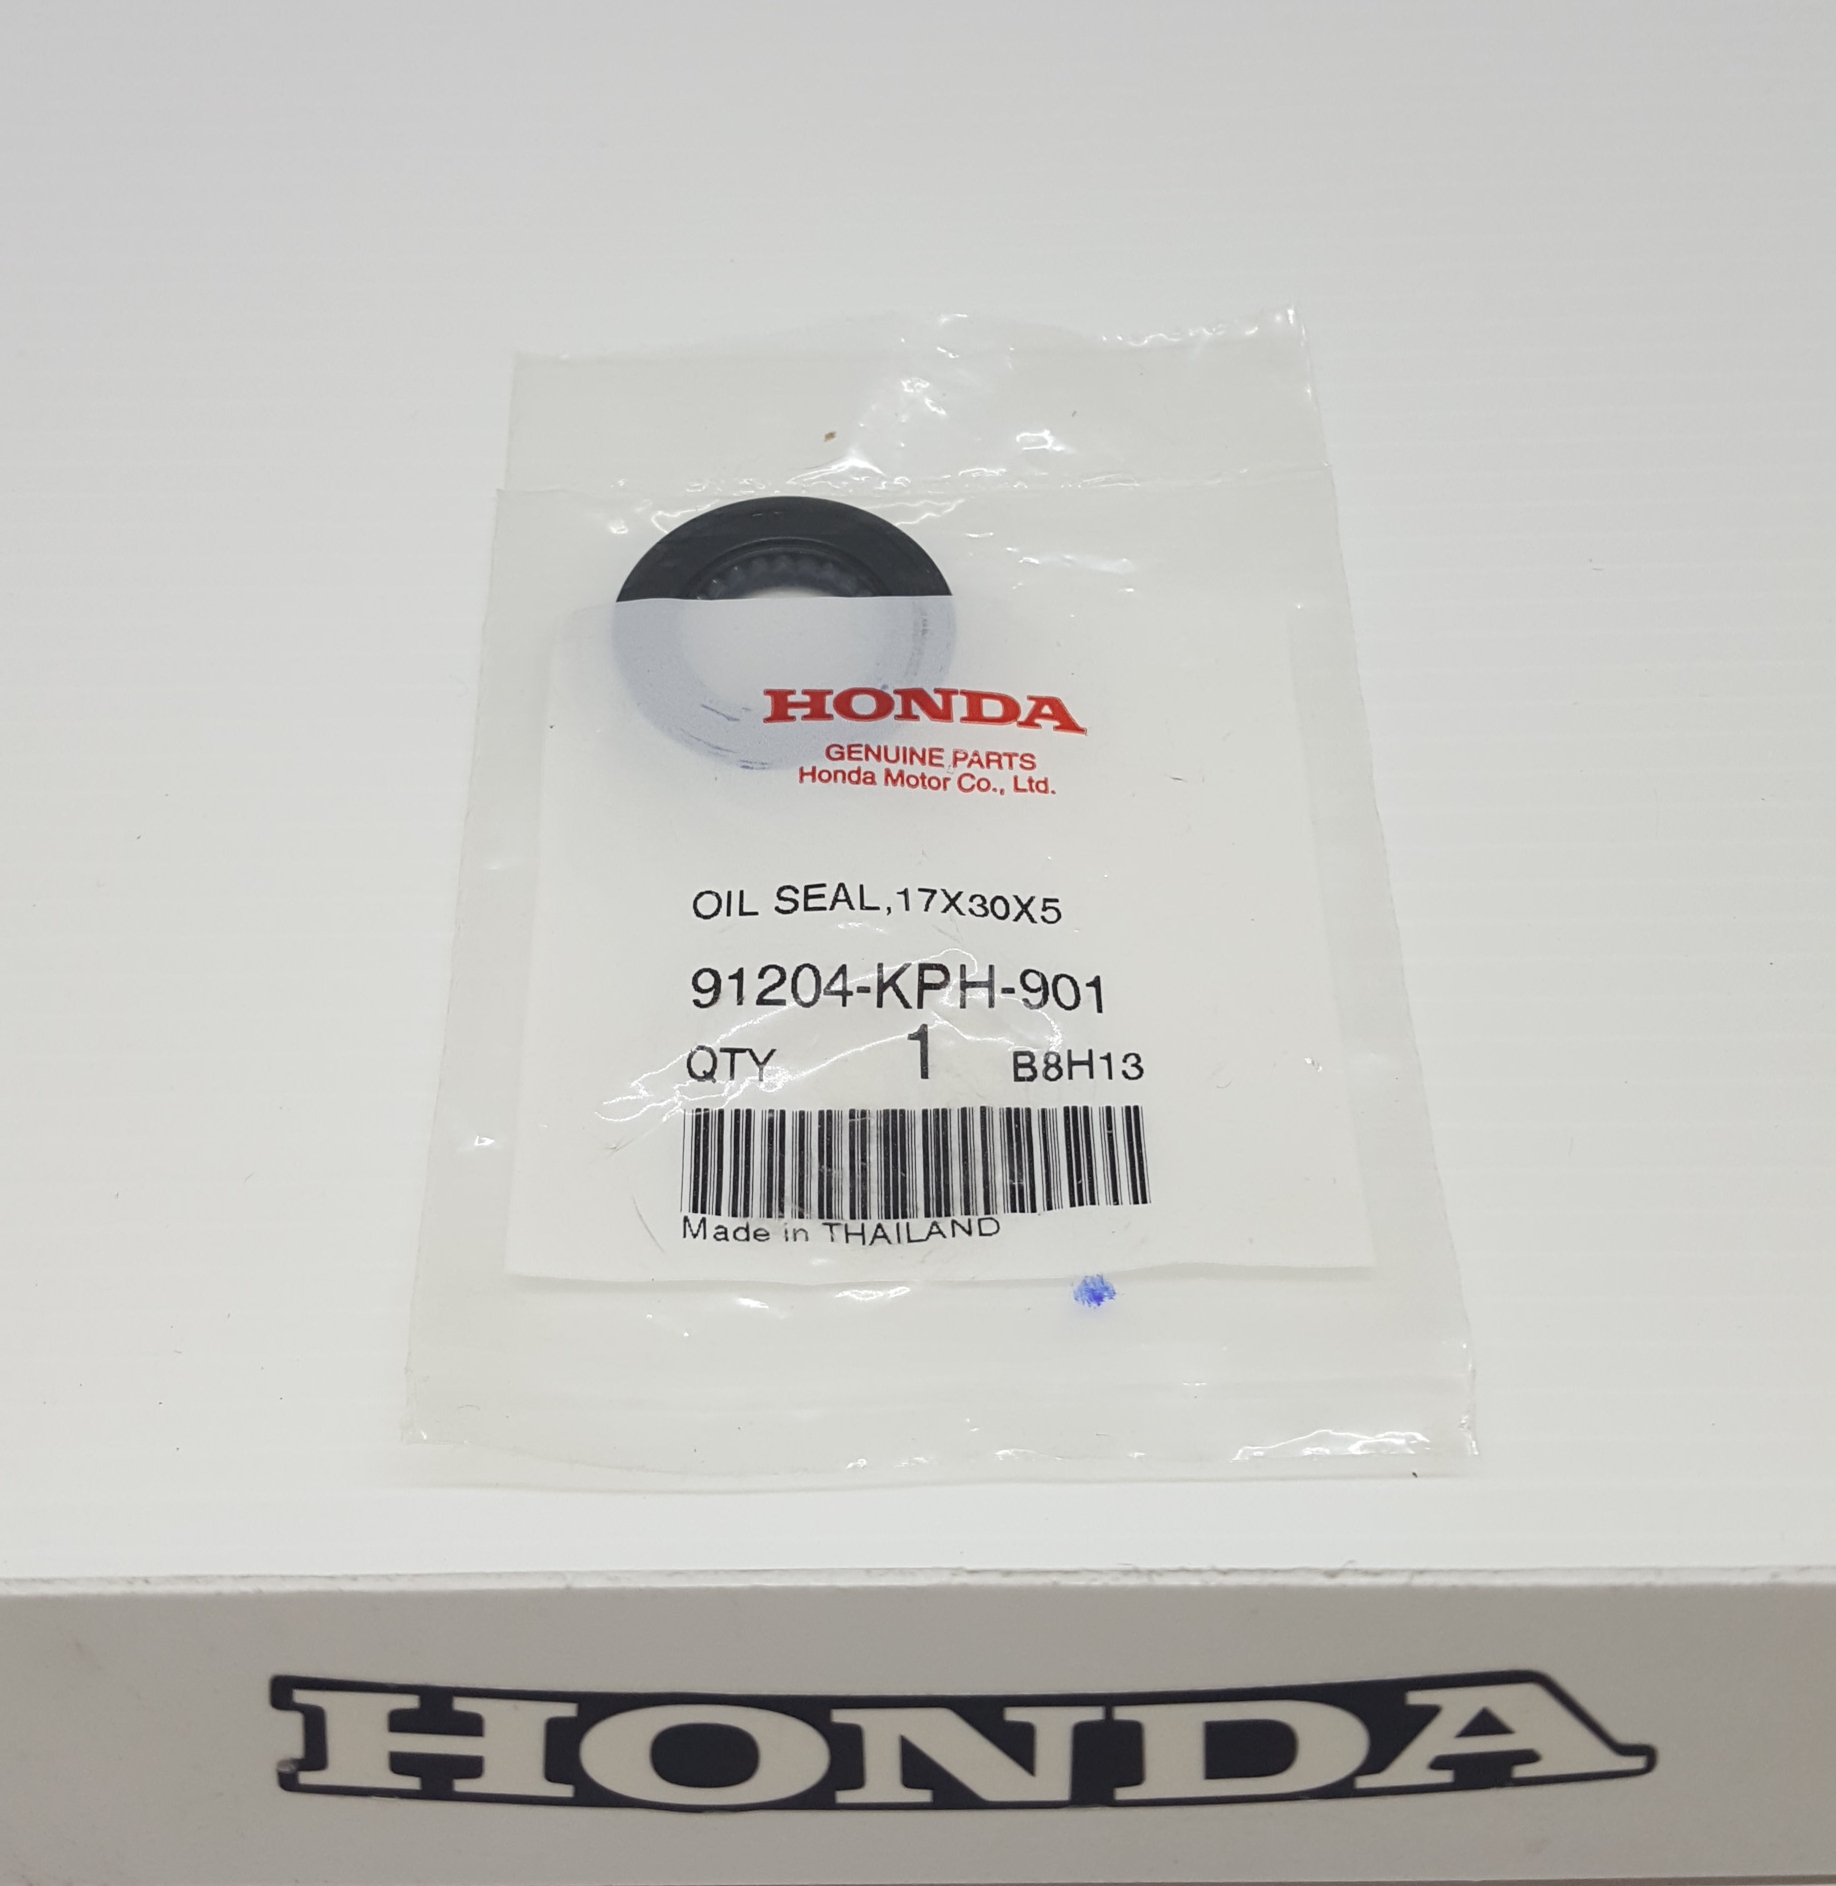 HONDA
GENUINE PARTS
Honda Motor Co., Ltd.
OIL SEAL,17X30X5
91204-KPH-901
QTY 1 B8H13
Made in THAILAND
HONDA